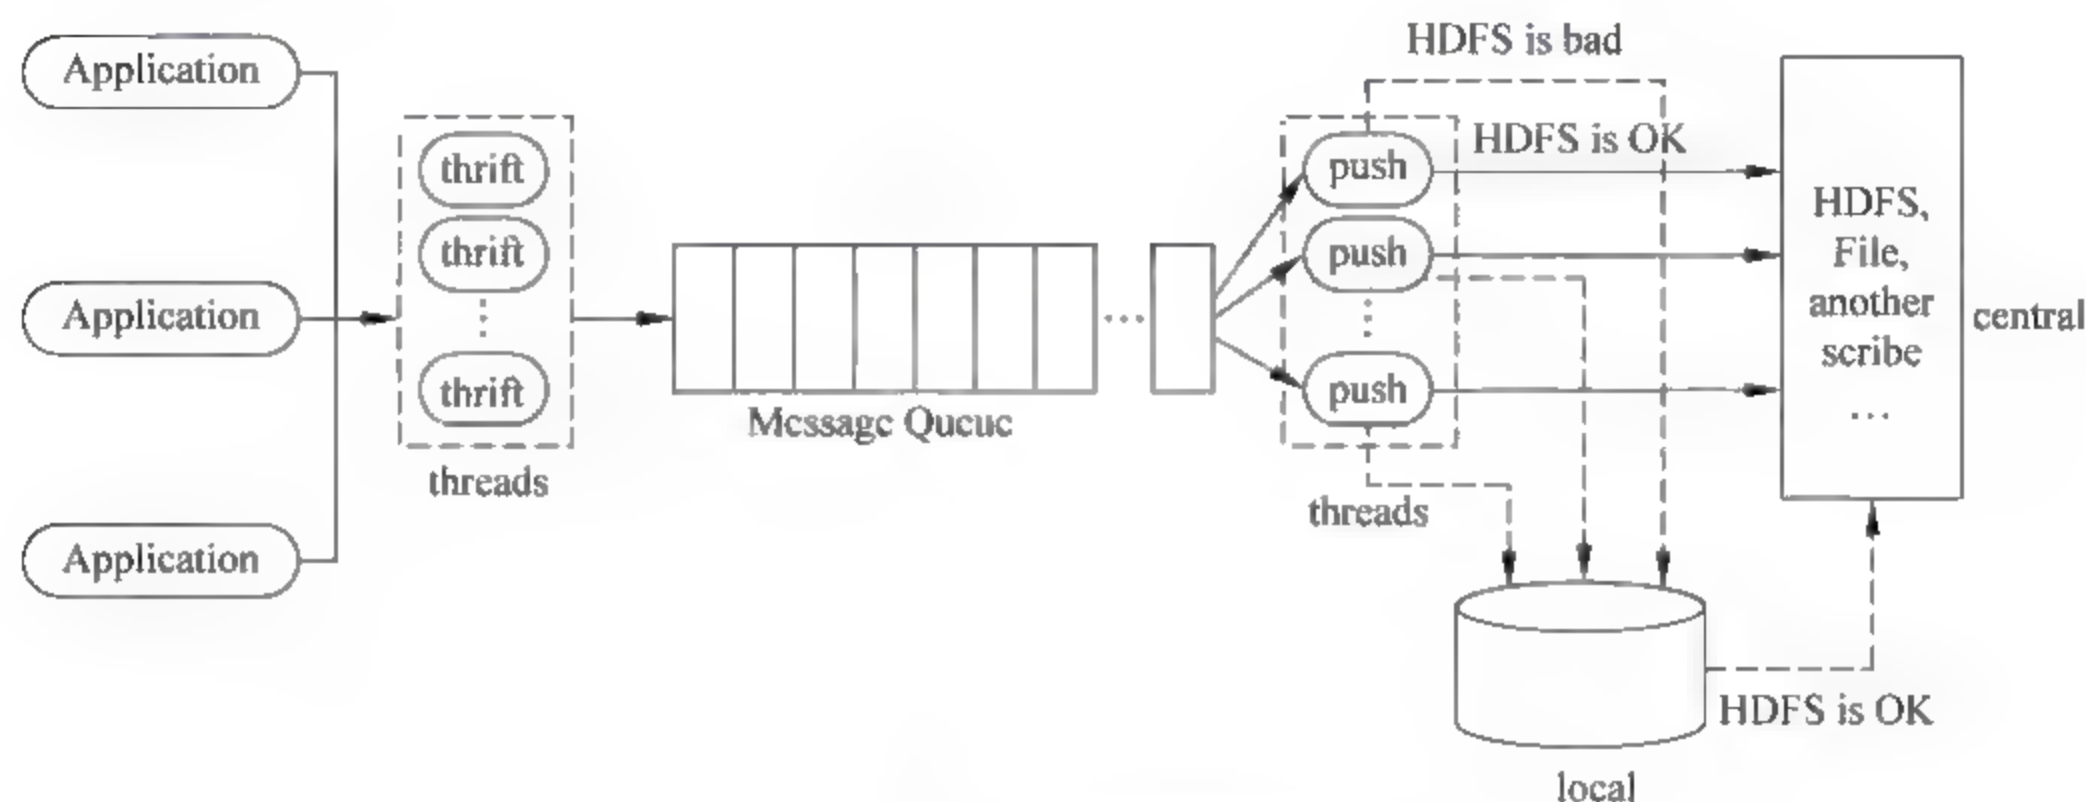 Application
Application
Application
thrift
thrift
thrift
threads
Message Queue
HDFS is bad
HDFS is OK
push
push
push
threads
HDFS,
File,
another
scribe
...
central
HDFS is OK
local